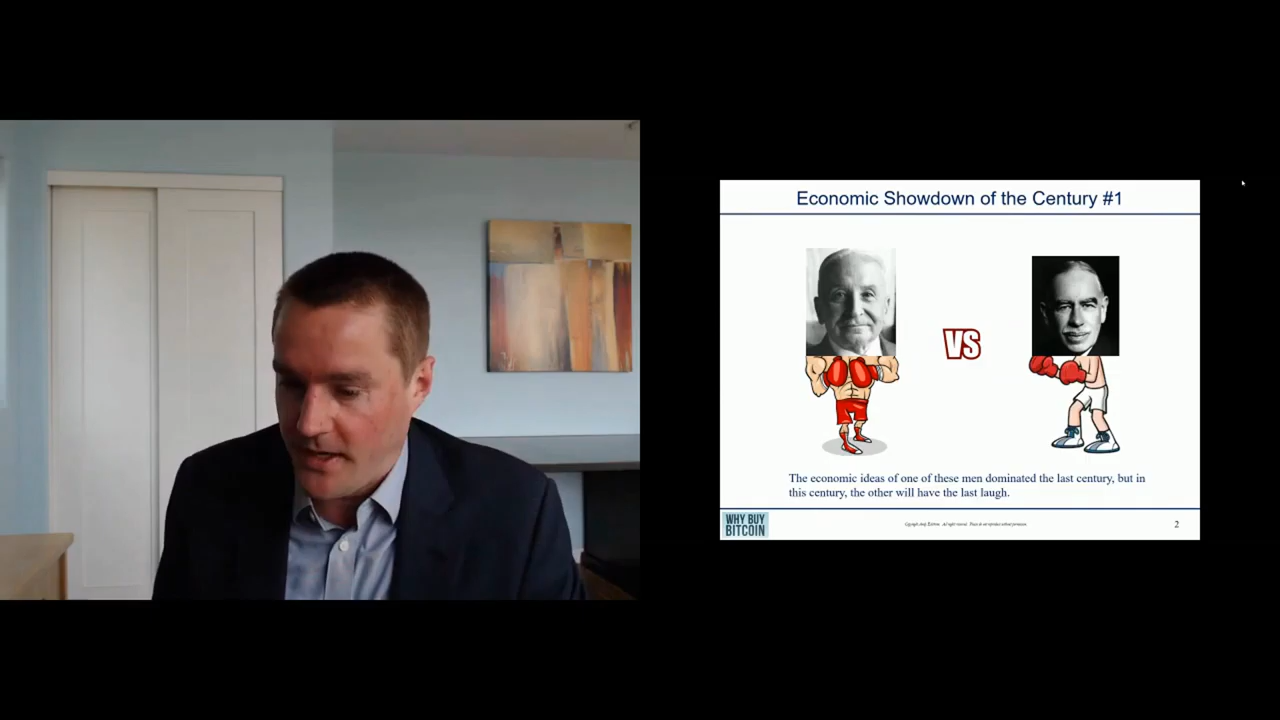 Economic Showdown of the Century #1
VS
The economic ideas of one of these men dominated the last century, but in
this century, the other will have the last laugh.
WHY BUY
BITCOIN
2